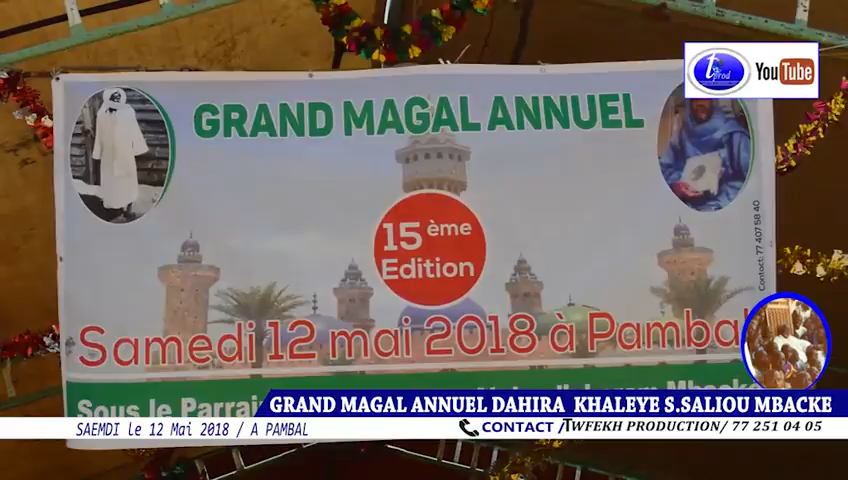 tprod
YouTube
GRAND MAGAL ANNUEL
15ème
Edition
Contact: 77 407 58 40
Samedi 12 mai 2018 à Pambal
Sous le Parrai
GRAND MAGAL ANNUEL DAHIRA KHALEYE S.SALIOU MBACKE
SAEMDI Le 12 Mai 2018 / A PAMBAL
CONTACT / TWFEKH PRODUCTION/ 77 251 04 05